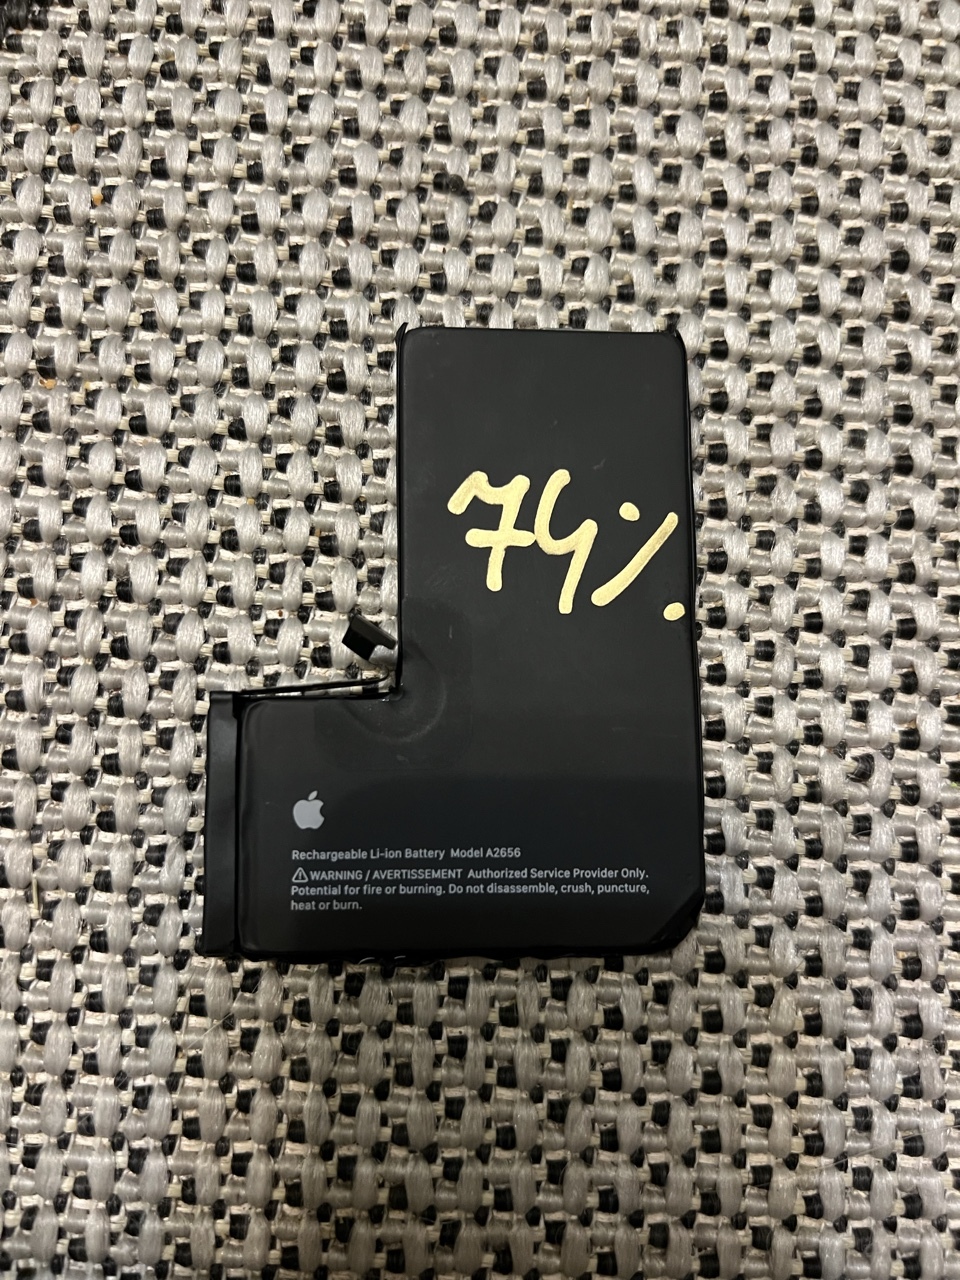 74%
Rechargeable Li-ion Battery Model A2656
⚠ WARNING / AVERTISSEMENT Authorized Service Provider Only.
Potential for fire or burning. Do not disassemble, crush, puncture,
heat or burn.